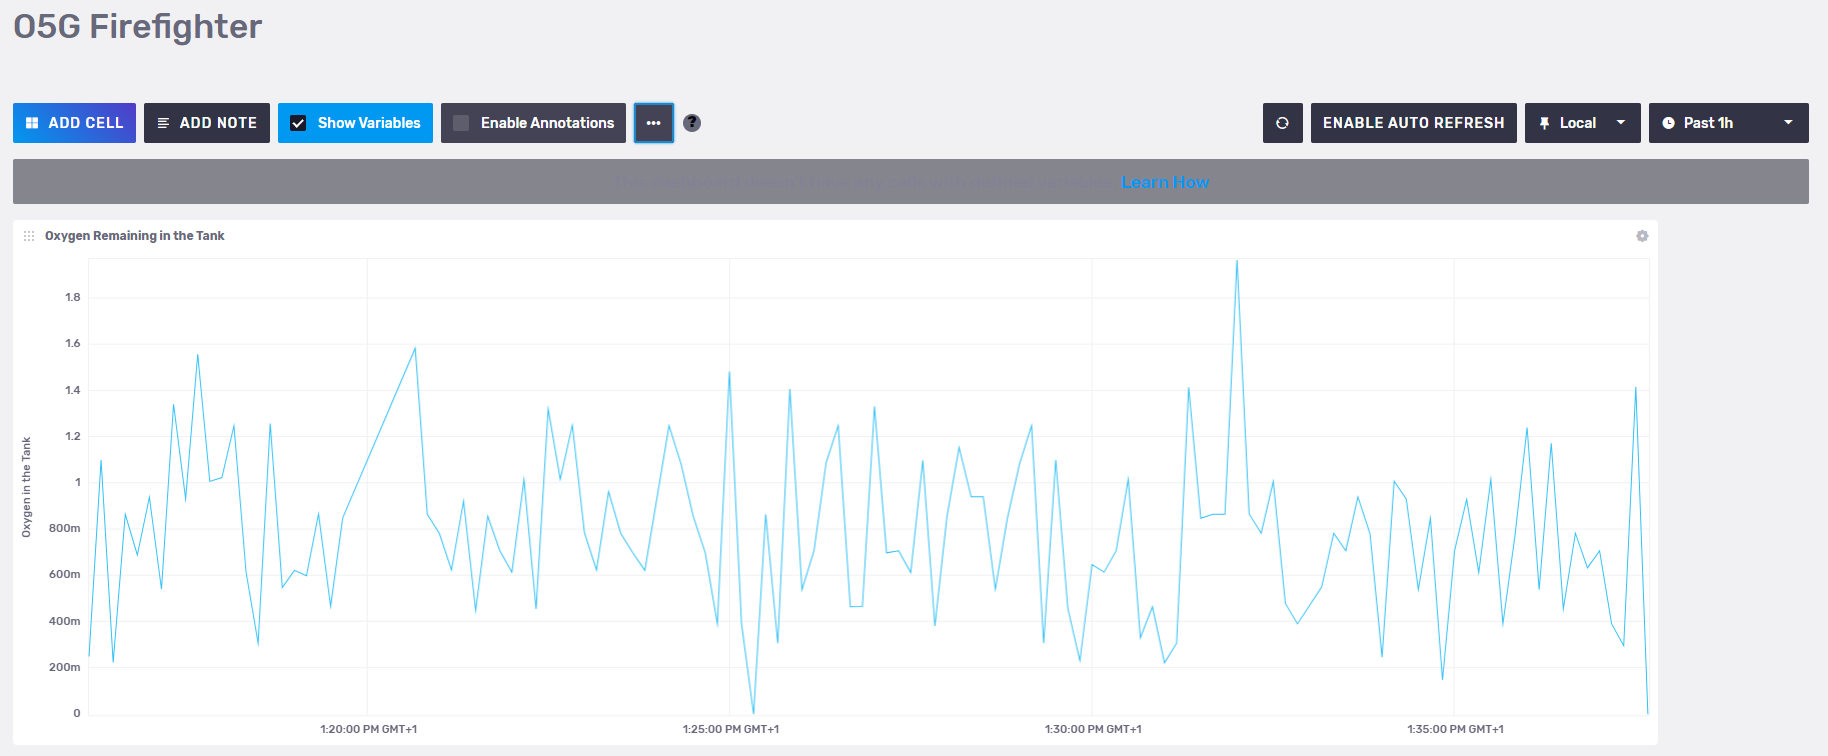 O5G Firefighter
ADD CELL
ADD NOTE
Show Variables
Enable Annotations
?
ENABLE AUTO REFRESH
Local
Past 1h
Learn How
Oxygen Remaining in the Tank
Oxygen in the Tank
1.8
1.6
1.4
1.2
1
800m
600m
400m
200m
0
1:20:00 PM GMT+1
1:25:00 PM GMT+1
1:30:00 PM GMT+1
1:35:00 PM GMT+1